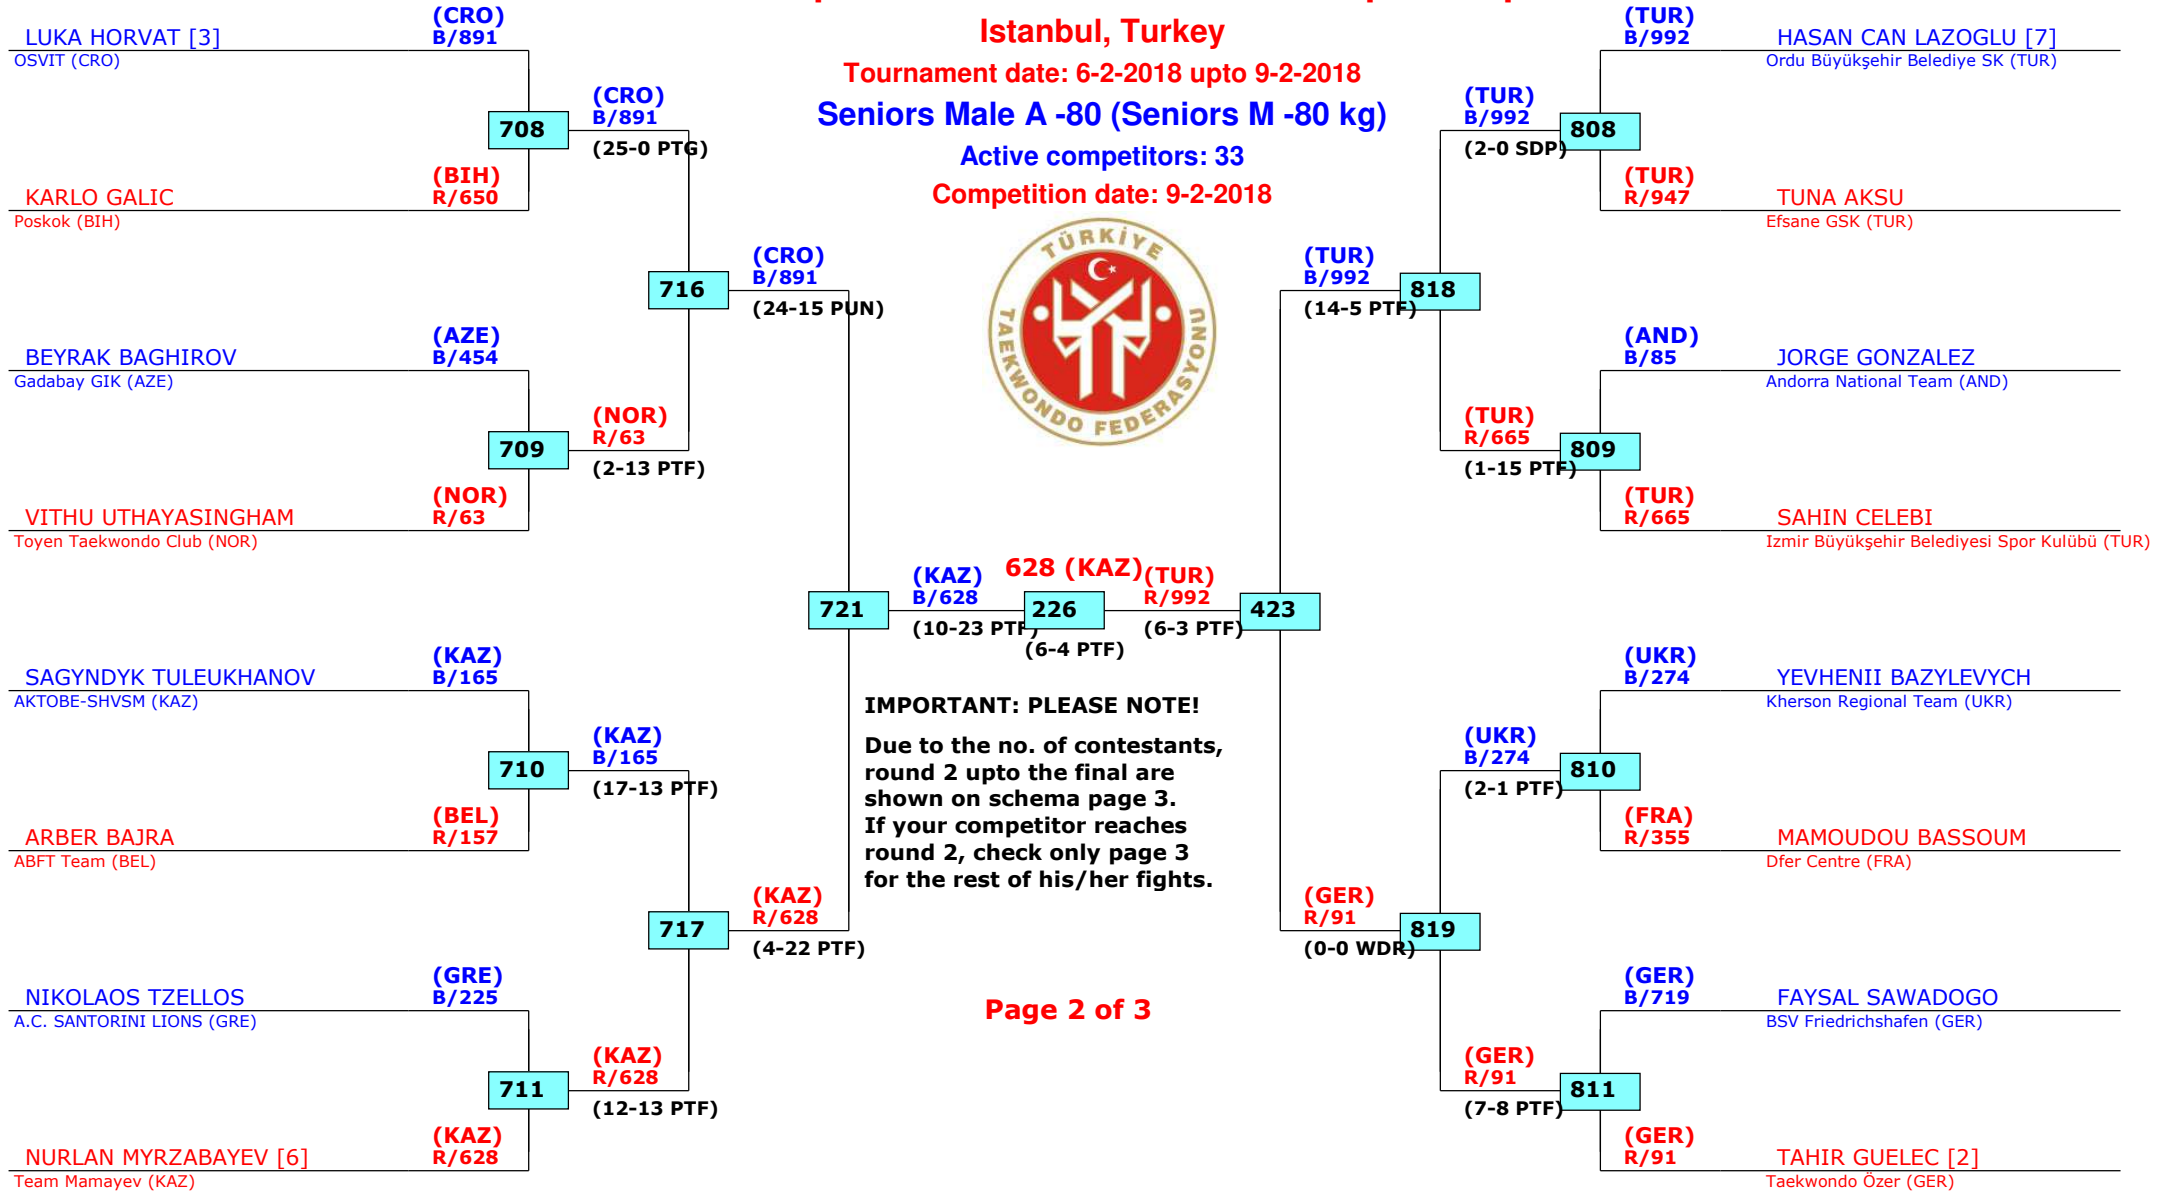 Istanbul, Turkey
Tournament date: 6-2-2018 upto 9-2-2018
Seniors Male A -80 (Seniors M -80 kg)
Active competitors: 33
Competition date: 9-2-2018
TÜRKİYE
TAEKWONDO FEDERASYONU
LUKA HORVAT [3]
OSVIT (CRO)
(CRO)
B/891
KARLO GALIC
Poskok (BIH)
(BIH)
R/650
708
(CRO)
B/891
(25-0 PTG)
BEYRAK BAGHIROV
Gadabay GIK (AZE)
(AZE)
B/454
VITHU UTHAYASINGHAM
Toyen Taekwondo Club (NOR)
(NOR)
R/63
709
(NOR)
R/63
(2-13 PTF)
716
(CRO)
B/891
(24-15 PUN)
SAGYNDYK TULEUKHANOV
AKTOBE-SHVSM (KAZ)
(KAZ)
B/165
ARBER BAJRA
ABFT Team (BEL)
(BEL)
R/157
710
(KAZ)
B/165
(17-13 PTF)
NIKOLAOS TZELLOS
A.C. SANTORINI LIONS (GRE)
(GRE)
B/225
NURLAN MYRZABAYEV [6]
Team Mamayev (KAZ)
(KAZ)
R/628
711
(KAZ)
R/628
(12-13 PTF)
717
(KAZ)
R/628
(4-22 PTF)
721
(KAZ)
B/628
(10-23 PTF)
628 (KAZ)
226
(6-4 PTF)
(TUR)
R/992
(6-3 PTF)
423
IMPORTANT: PLEASE NOTE!
Due to the no. of contestants,
round 2 upto the final are
shown on schema page 3.
If your competitor reaches
round 2, check only page 3
for the rest of his/her fights.
Page 2 of 3
(TUR)
B/992
(14-5 PTF)
818
(TUR)
B/992
(2-0 SDP)
808
(TUR)
B/992
HASAN CAN LAZOGLU [7]
Ordu Büyükşehir Belediye SK (TUR)
(TUR)
R/947
TUNA AKSU
Efsane GSK (TUR)
(TUR)
R/665
(1-15 PTF)
809
(AND)
B/85
JORGE GONZALEZ
Andorra National Team (AND)
(TUR)
R/665
SAHIN CELEBI
Izmir Büyükşehir Belediyesi Spor Kulübü (TUR)
(GER)
R/91
(0-0 WDR)
819
(UKR)
B/274
(2-1 PTF)
810
(UKR)
B/274
YEVHENII BAZYLEVYCH
Kherson Regional Team (UKR)
(FRA)
R/355
MAMOUDOU BASSOUM
Dfer Centre (FRA)
(GER)
R/91
(7-8 PTF)
811
(GER)
B/719
FAYSAL SAWADOGO
BSV Friedrichshafen (GER)
(GER)
R/91
TAHIR GUELEC [2]
Taekwondo Özer (GER)